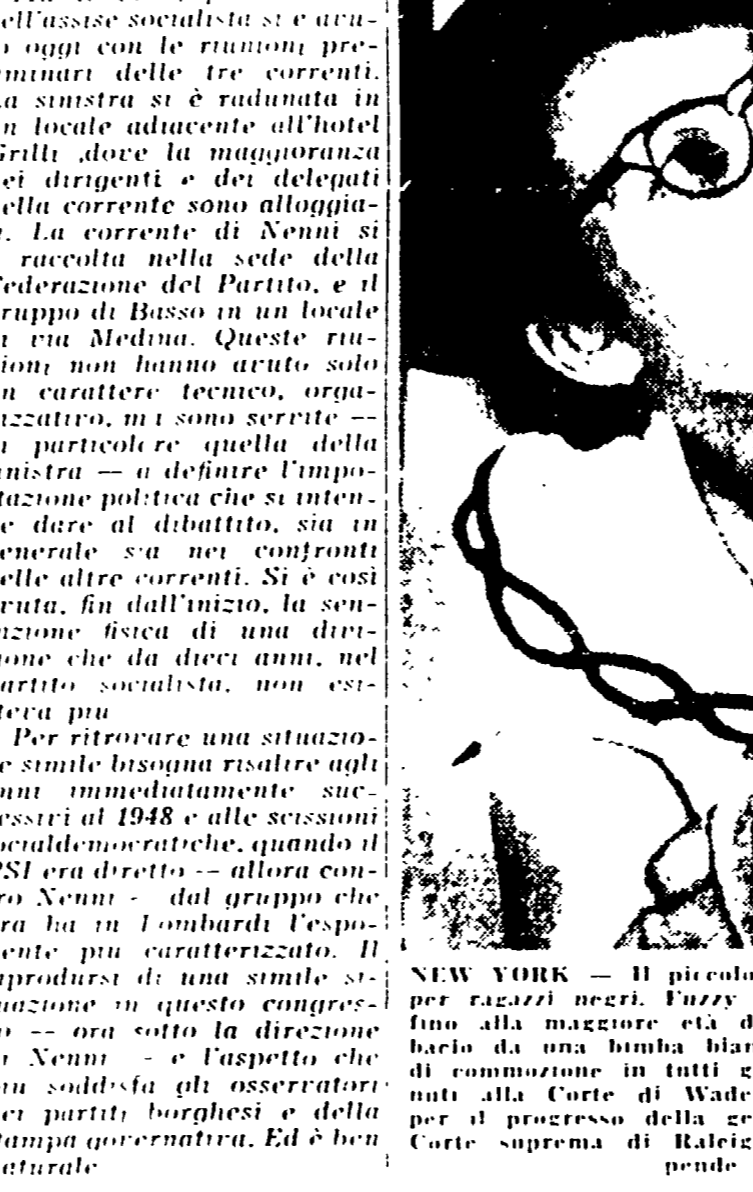 ell'assise socialista si è avu-
o oggi con le riunioni pre-
iminari delle tre correnti.
a sinistra si è radunata in
n locale adiacente all'hotel
Grilli ,dove la maggioranza
ei dirigenti e dei delegati
ella corrente sono alloggia-
i. La corrente di Nenni si
raccolta nella sede della
ederazione del Partito, e il
ruppo di Basso in un locale
i via Medina. Queste riu-
ioni non hanno avuto solo
n carattere tecnico, orga-
izzativo, ma sono servite —
n particolare quella della
inistra — a definire l'impo-
tazione politica che si inten-
e dare al dibattito, sia in
enerale sia nei confronti
elle altre correnti. Si è così
vuta, fin dall'inizio, la sen-
azione fisica di una divi-
ione che da dieci anni, nel
artito socialista, non esi-
teva più
Per ritrovare una situazio-
e simile bisogna risalire agli
nni immediatamente suc-
essivi al 1948 e alle scissioni
ocialdemocratiche, quando il
PSI era diretto — allora con-
ro Nenni - dal gruppo che
ra ha in Lombardi l'espo-
ente più caratterizzato. Il
iprodursi di una simile si-
uazione in questo congres-
o — ora sotto la direzione
i Nenni - è l'aspetto che
iù soddisfa gli osservatori
ei partiti borghesi e della
tampa governativa. Ed è ben
aturale
NEW YORK — Il piccolo
per ragazzi negri. Fuzzy
fino alla maggiore età d
bacio da una bimba bian
di commozione in tutti g
nuti alla Corte di Wade
per il progresso della ge
Corte suprema di Raleig
pende